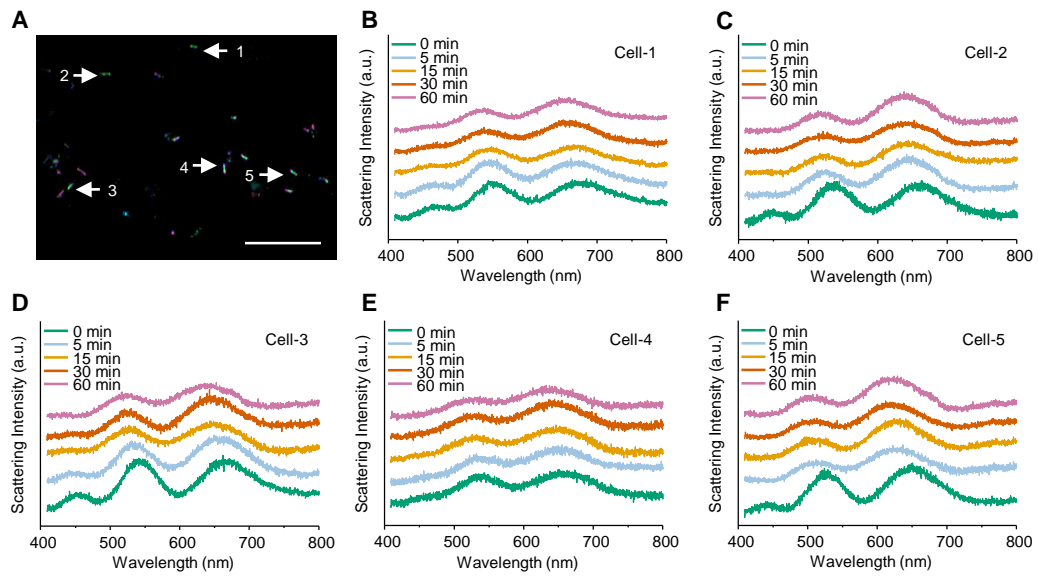 A
1
2
3
4
5
B
Scattering Intensity (a.u.)
0 min
5 min
15 min
30 min
60 min
Cell-1
400 500 600 700 800
Wavelength (nm)
C
Scattering Intensity (a.u.)
0 min
5 min
15 min
30 min
60 min
Cell-2
400 500 600 700 800
Wavelength (nm)
D
Scattering Intensity (a.u.)
0 min
5 min
15 min
30 min
60 min
Cell-3
400 500 600 700 800
Wavelength (nm)
E
Scattering Intensity (a.u.)
0 min
5 min
15 min
30 min
60 min
Cell-4
400 500 600 700 800
Wavelength (nm)
F
Scattering Intensity (a.u.)
0 min
5 min
15 min
30 min
60 min
Cell-5
400 500 600 700 800
Wavelength (nm)